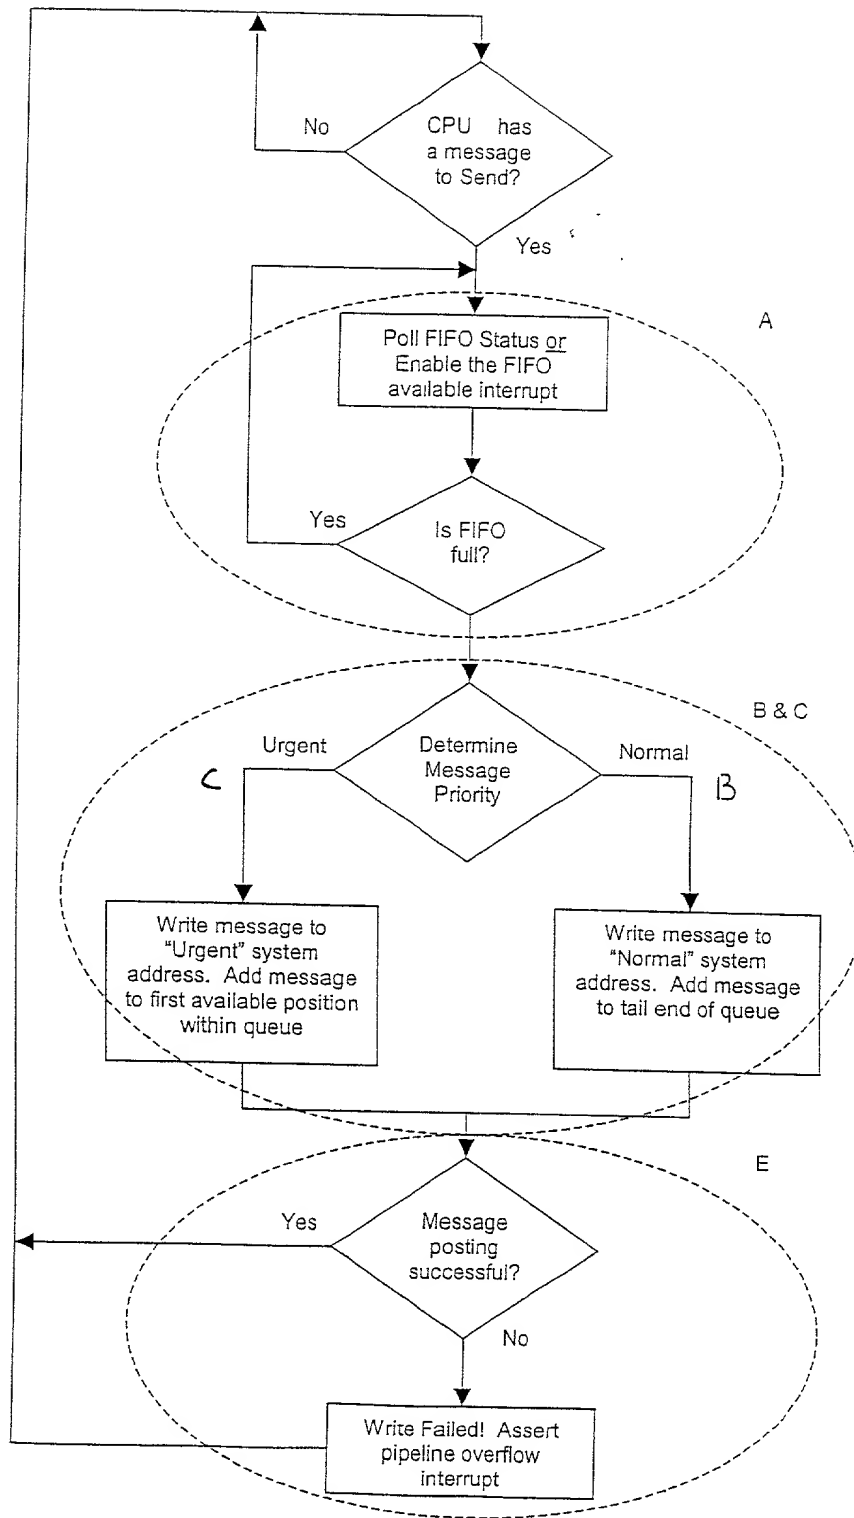 CPU has
a message
to Send?
No
Yes
A
Poll FIFO Status or
Enable the FIFO
available interrupt
Yes
Is FIFO
full?
B & C
Urgent
Determine
Message
Priority
Normal
C
B
Write message to
"Urgent" system
address. Add message
to first available position
within queue
Write message to
"Normal" system
address. Add message
to tail end of queue
E
Yes
Message
posting
successful?
No
Write Failed! Assert
pipeline overflow
interrupt